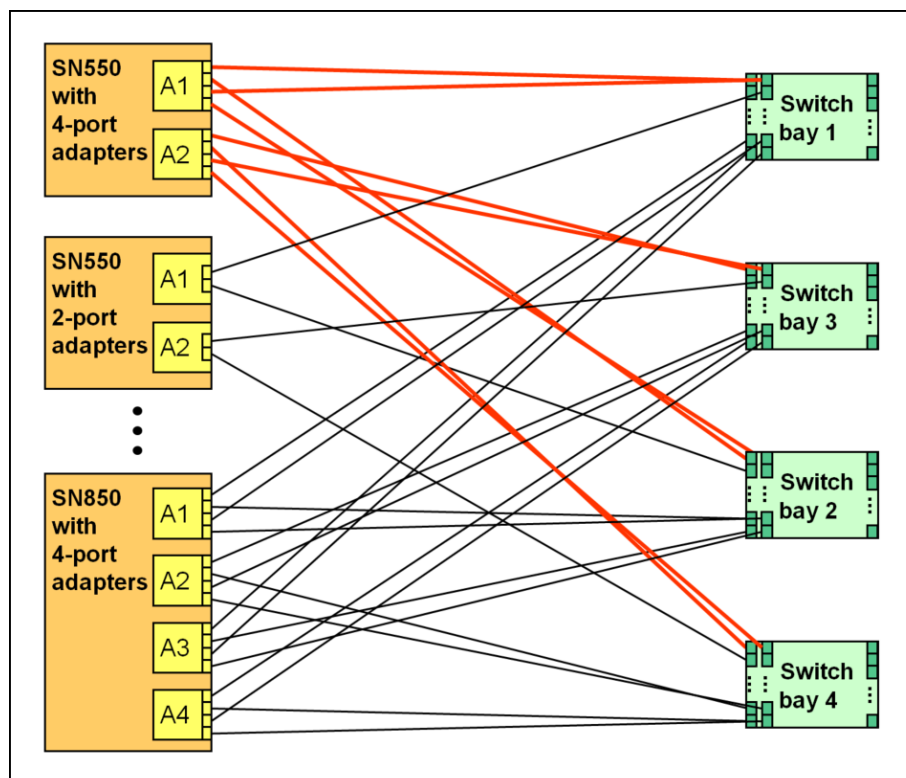 SN550
with
4-port
adapters
A1
A2
SN550
with
2-port
adapters
A1
A2
SN850
with
4-port
adapters
A1
A2
A3
A4
Switch
bay 1
Switch
bay 3
Switch
bay 2
Switch
bay 4